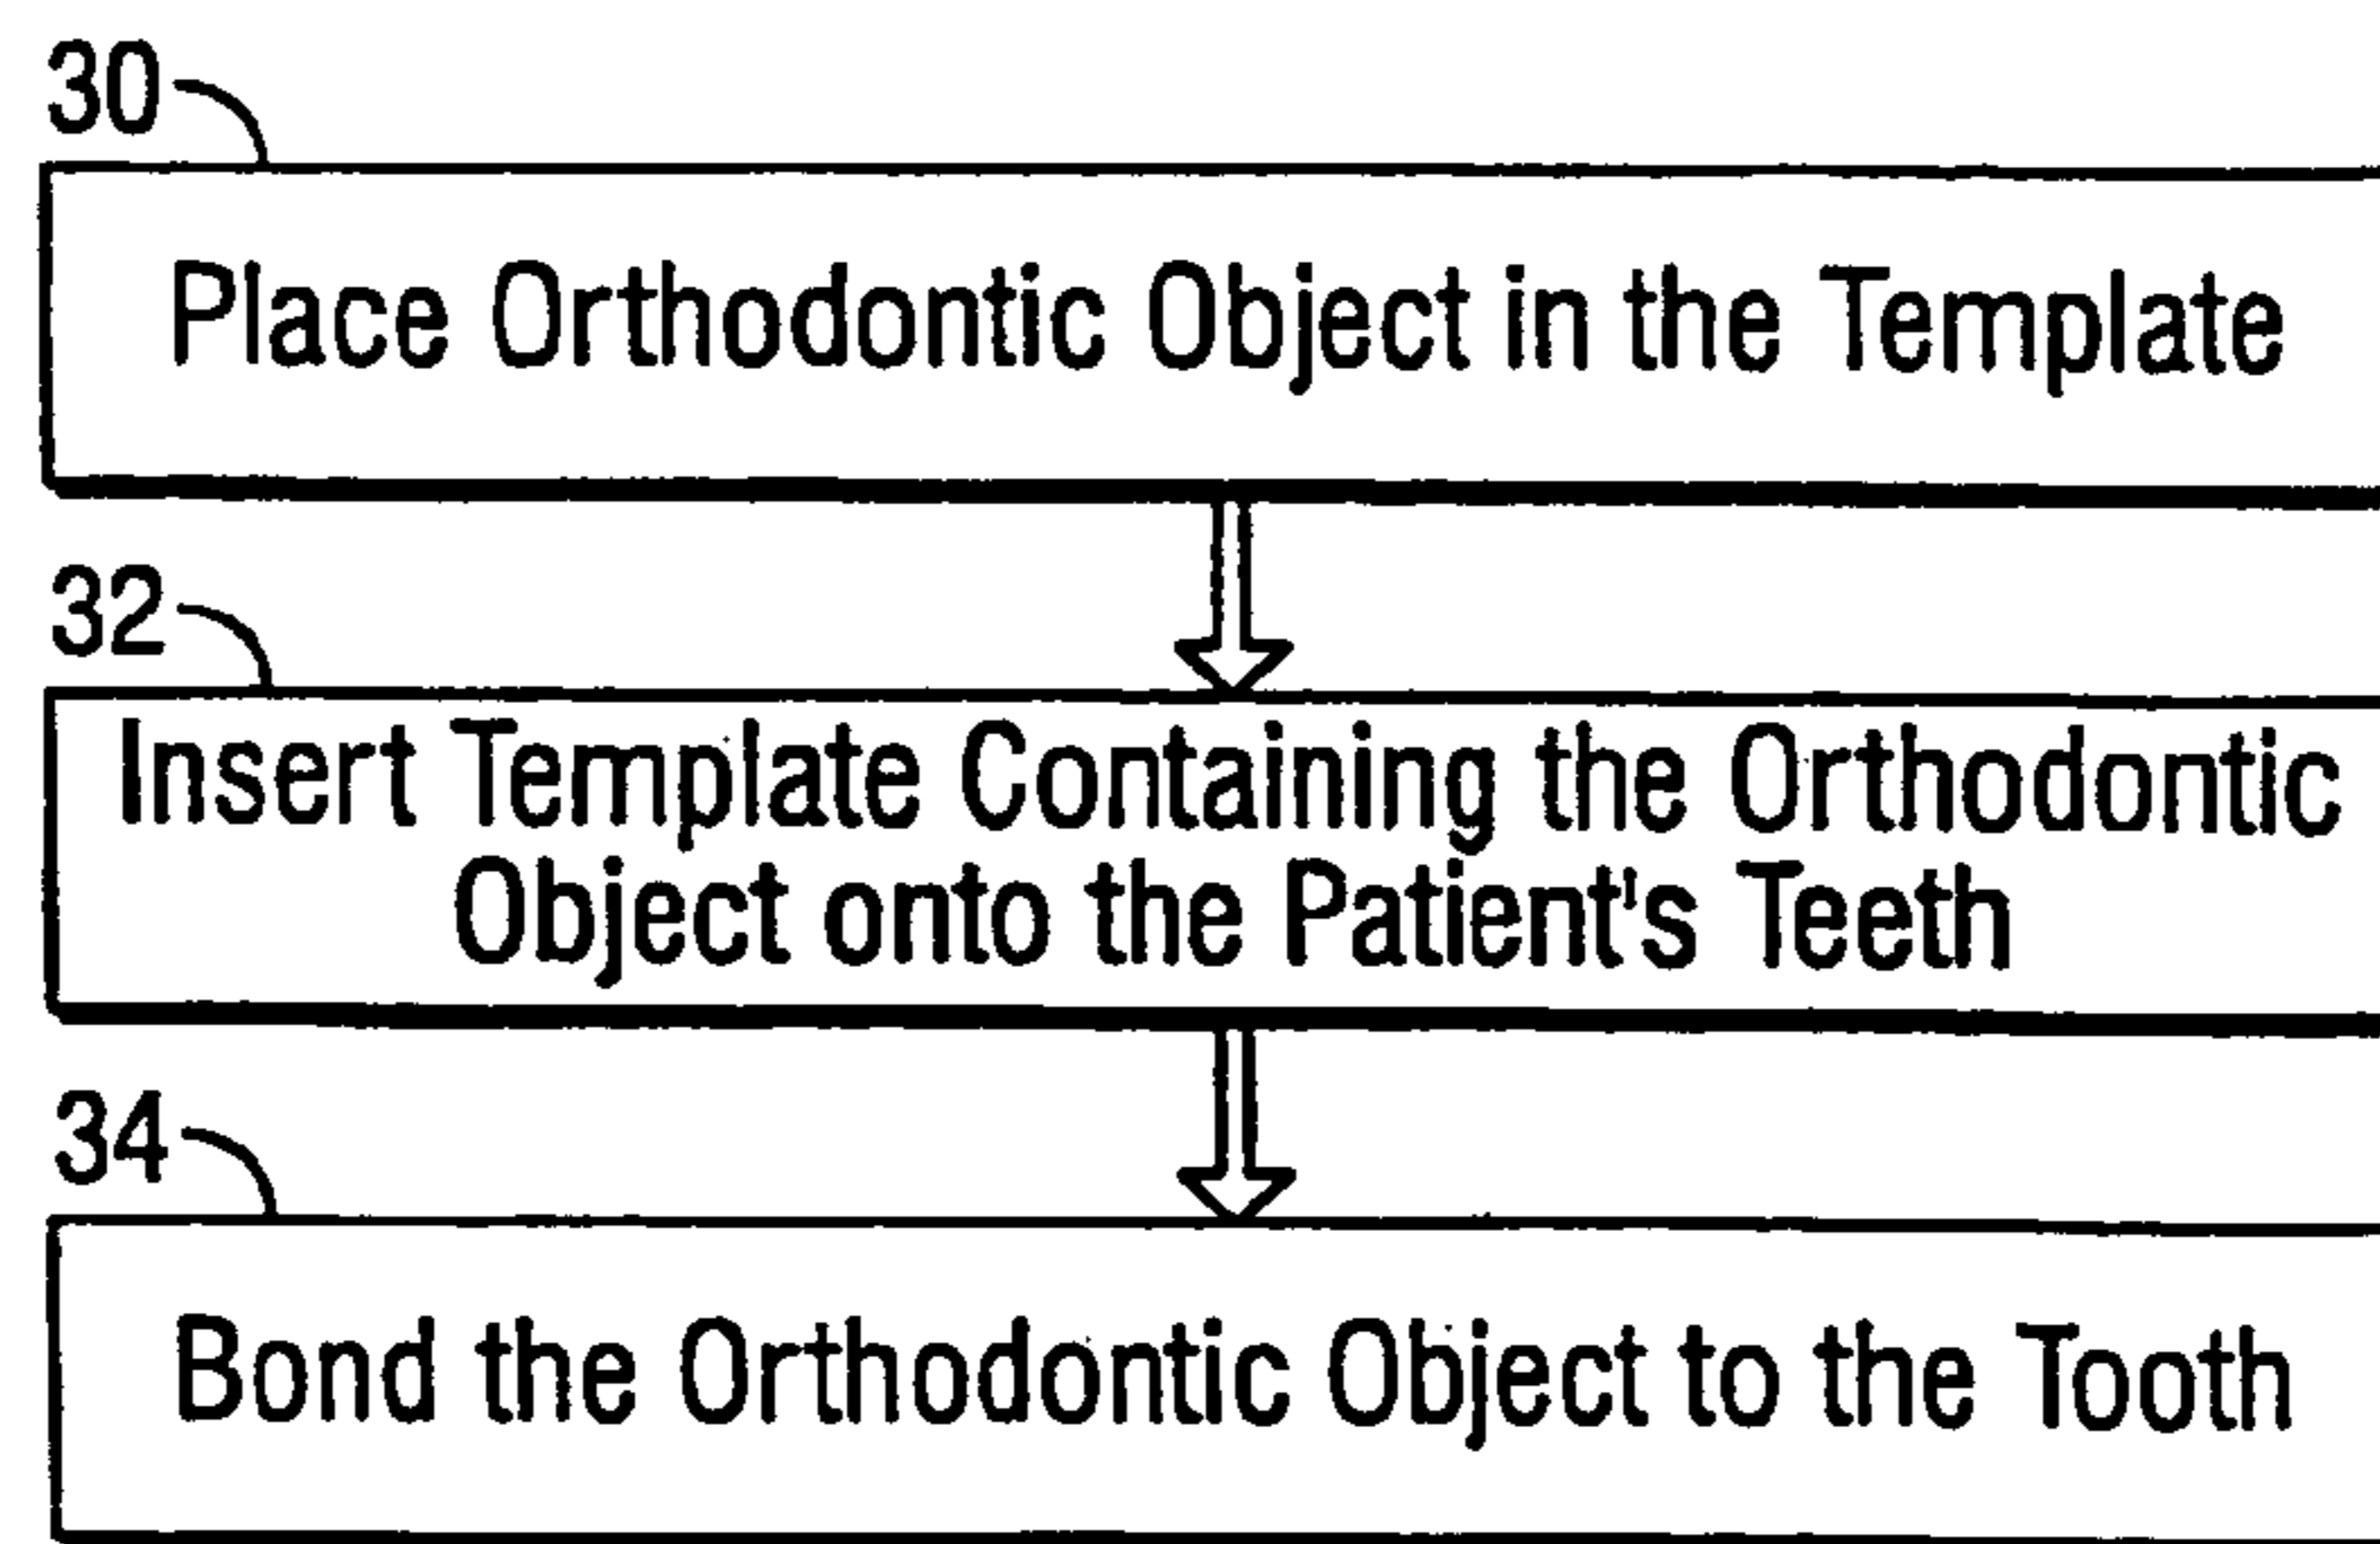 30
Place Orthodontic Object in the Template
32
Insert Template Containing the Orthodontic
Object onto the Patient's Teeth
34
Bond the Orthodontic Object to the Tooth